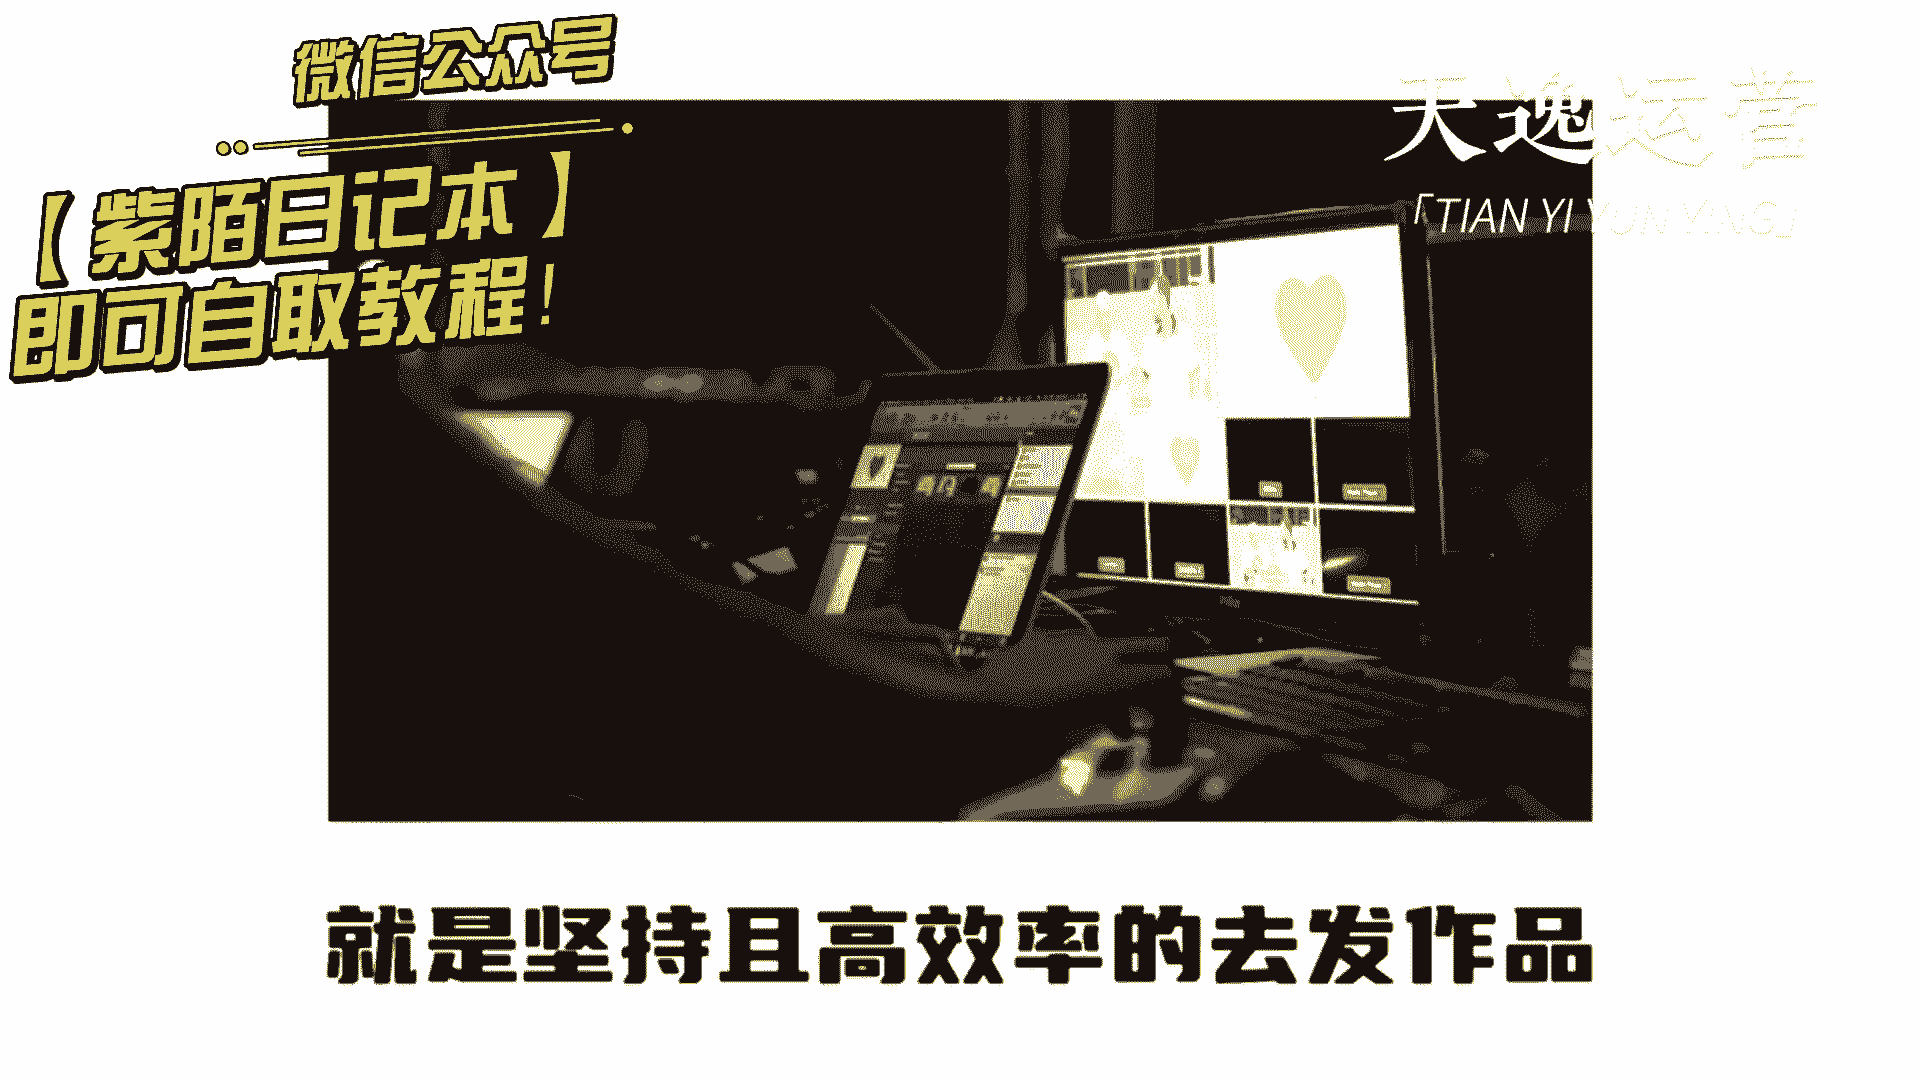 微信公众号
【紫陌日记本】
即可自取教程！
天逸运营
「TIAN YI YUN YING」
就是坚持且高效率的去发作品